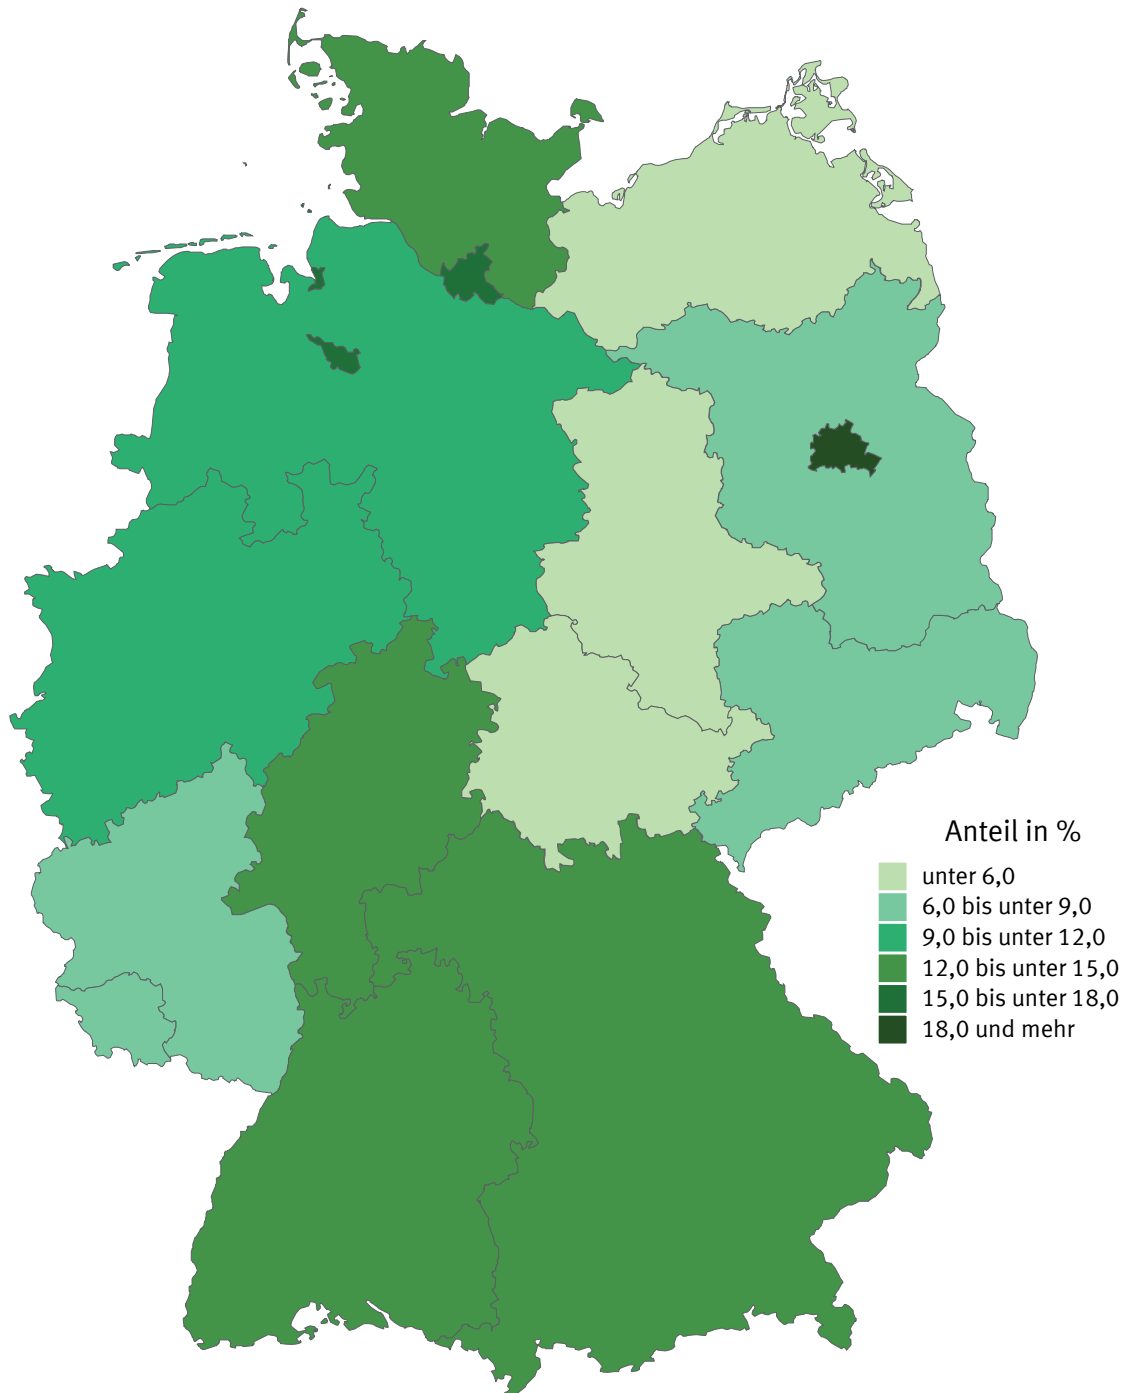 Anteil in %
unter 6,0
6,0 bis unter 9,0
9,0 bis unter 12,0
12,0 bis unter 15,0
15,0 bis unter 18,0
18,0 und mehr